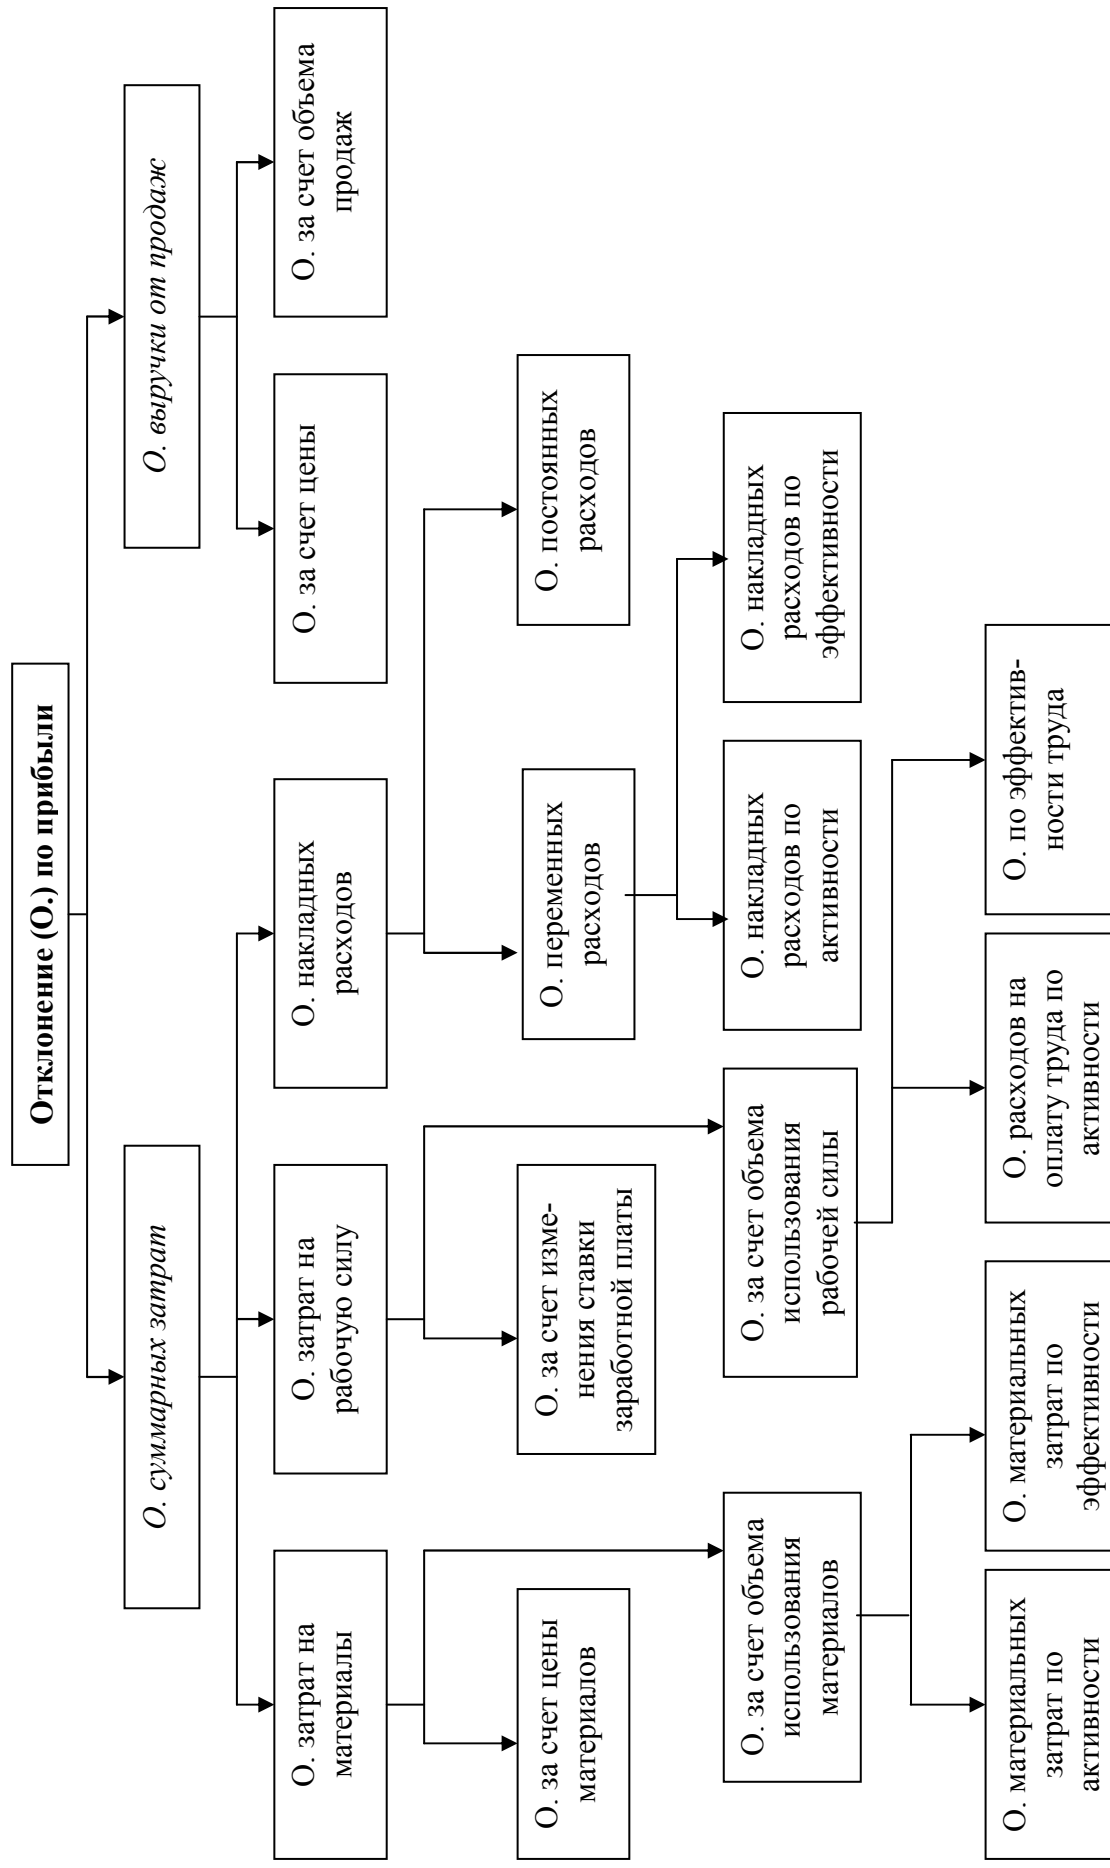 Отклонение (О.) по прибыли
О. суммарных затрат
О. выручки от продаж
О. затрат на
материалы
О. затрат на
рабочую силу
О. накладных
расходов
О. за счет цены
О. за счет объема
продаж
О. за счет цены
материалов
О. за счет изме-
нения ставки
заработной платы
О. переменных
расходов
О. постоянных
расходов
О. за счет объема
использования
материалов
О. за счет объема
использования
рабочей силы
О. накладных
расходов по
активности
О. накладных
расходов по
эффективности
О. материальных
затрат по
активности
О. материальных
затрат по
эффективности
О. расходов на
оплату труда по
активности
О. по эффектив-
ности труда